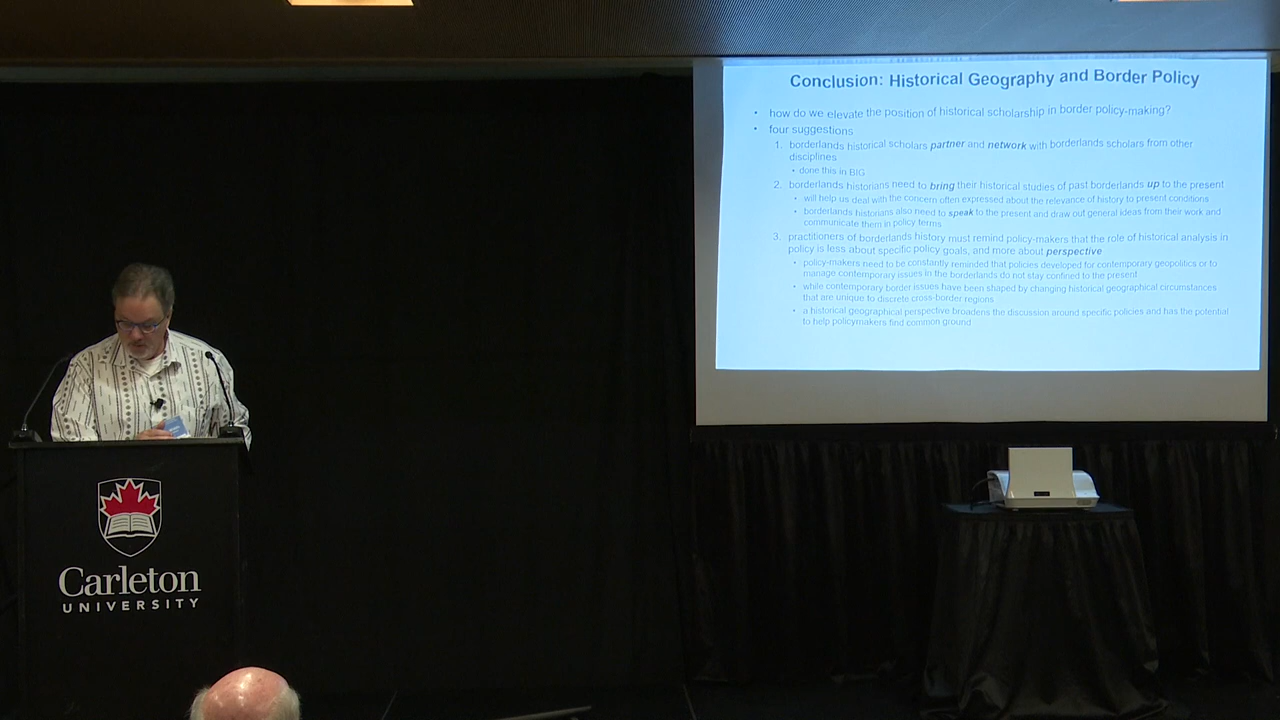 Conclusion: Historical Geography and Border Policy
• how do we elevate the position of historical scholarship in border policy-making?
• four suggestions
1. borderlands historical scholars partner and network with borderlands scholars from other
disciplines
• done this in BIG
2. borderlands historians need to bring their historical studies of past borderlands up to the present
• will help us deal with the concern often expressed about the relevance of history to present conditions
• borderlands historians also need to speak to the present and draw out general ideas from their work and
communicate them in policy terms
3. practitioners of borderlands history must remind policy-makers that the role of historical analysis in
policy is less about specific policy goals, and more about perspective
• policy-makers need to be constantly reminded that policies developed for contemporary geopolitics or to
manage contemporary issues in the borderlands do not stay confined to the present
• while contemporary border issues have been shaped by changing historical geographical circumstances
that are unique to discrete cross-border regions
• a historical geographical perspective broadens the discussion around specific policies and has the potential
to help policymakers find common ground
Carleton
UNIVERSITY